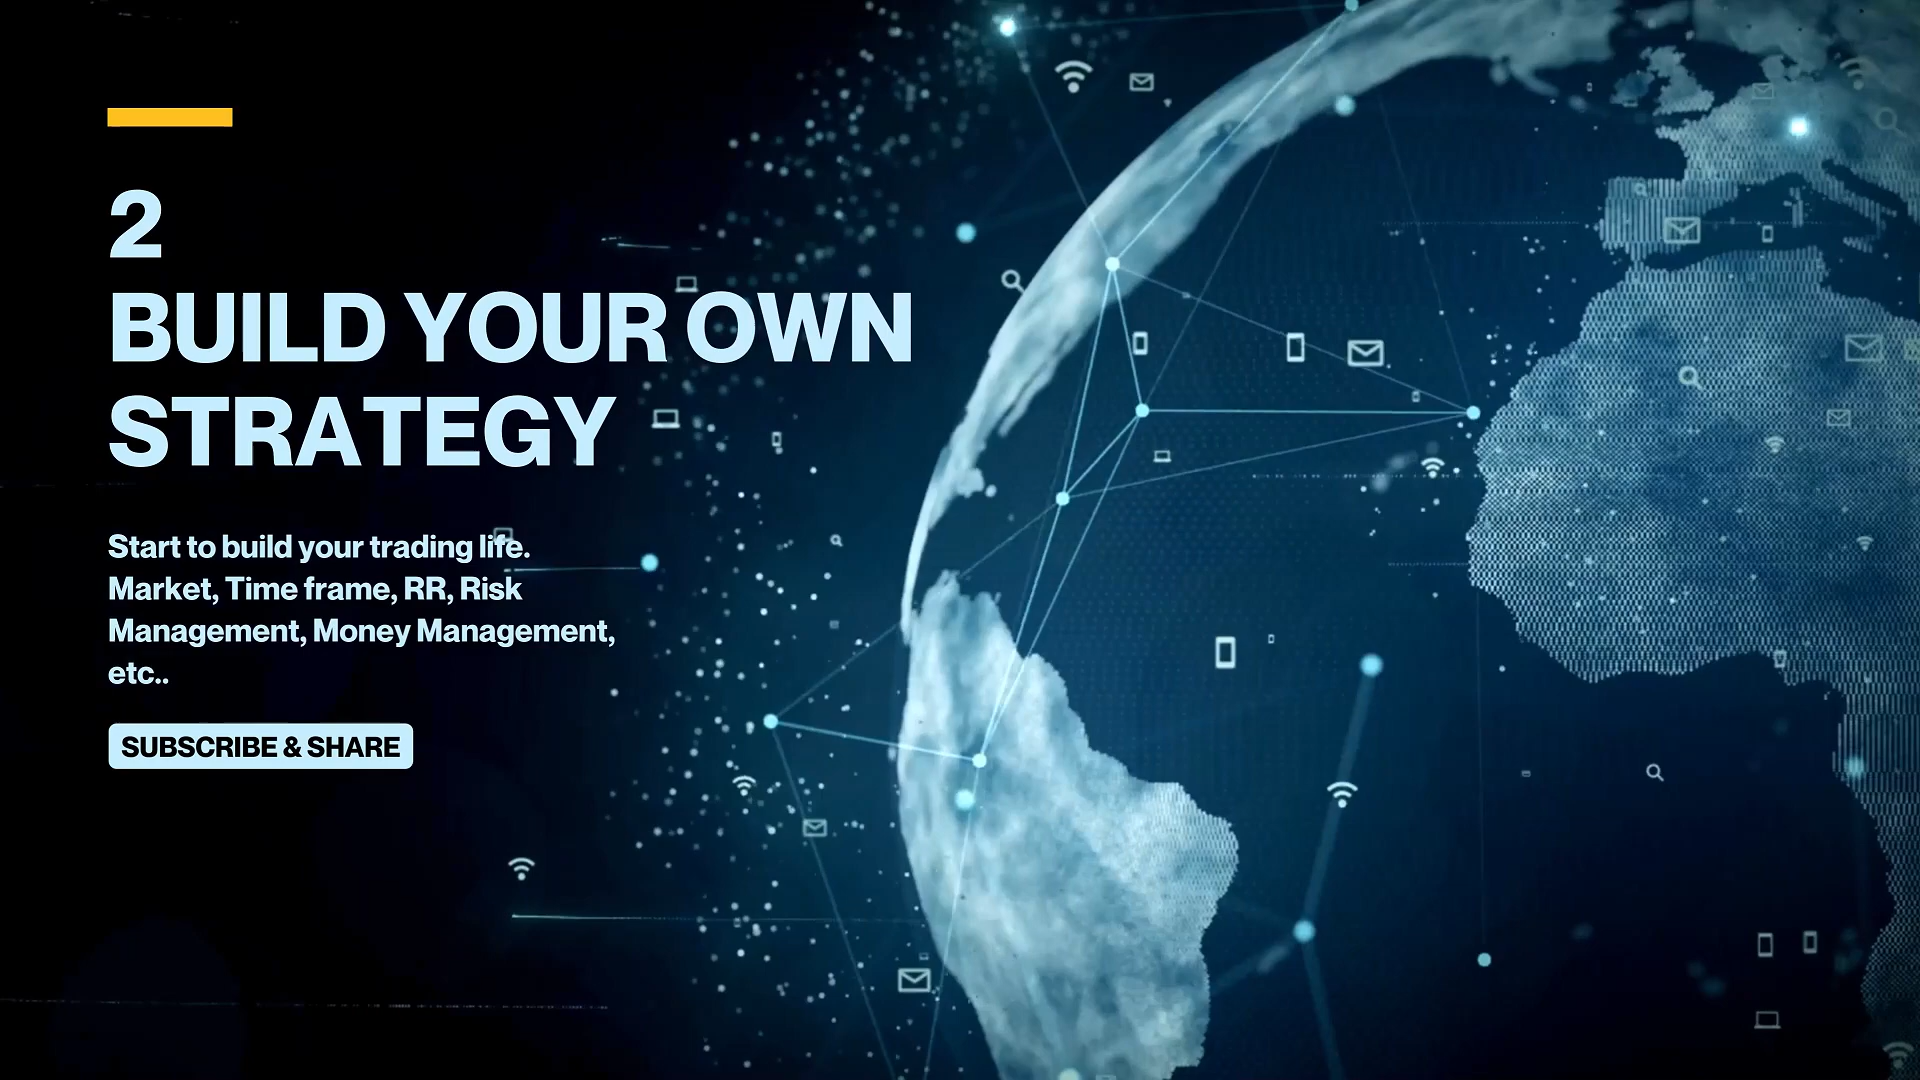 2
BUILD YOUR OWN
STRATEGY
Start to build your trading life.
Market, Time frame, RR, Risk
Management, Money Management,
etc..
SUBSCRIBE & SHARE